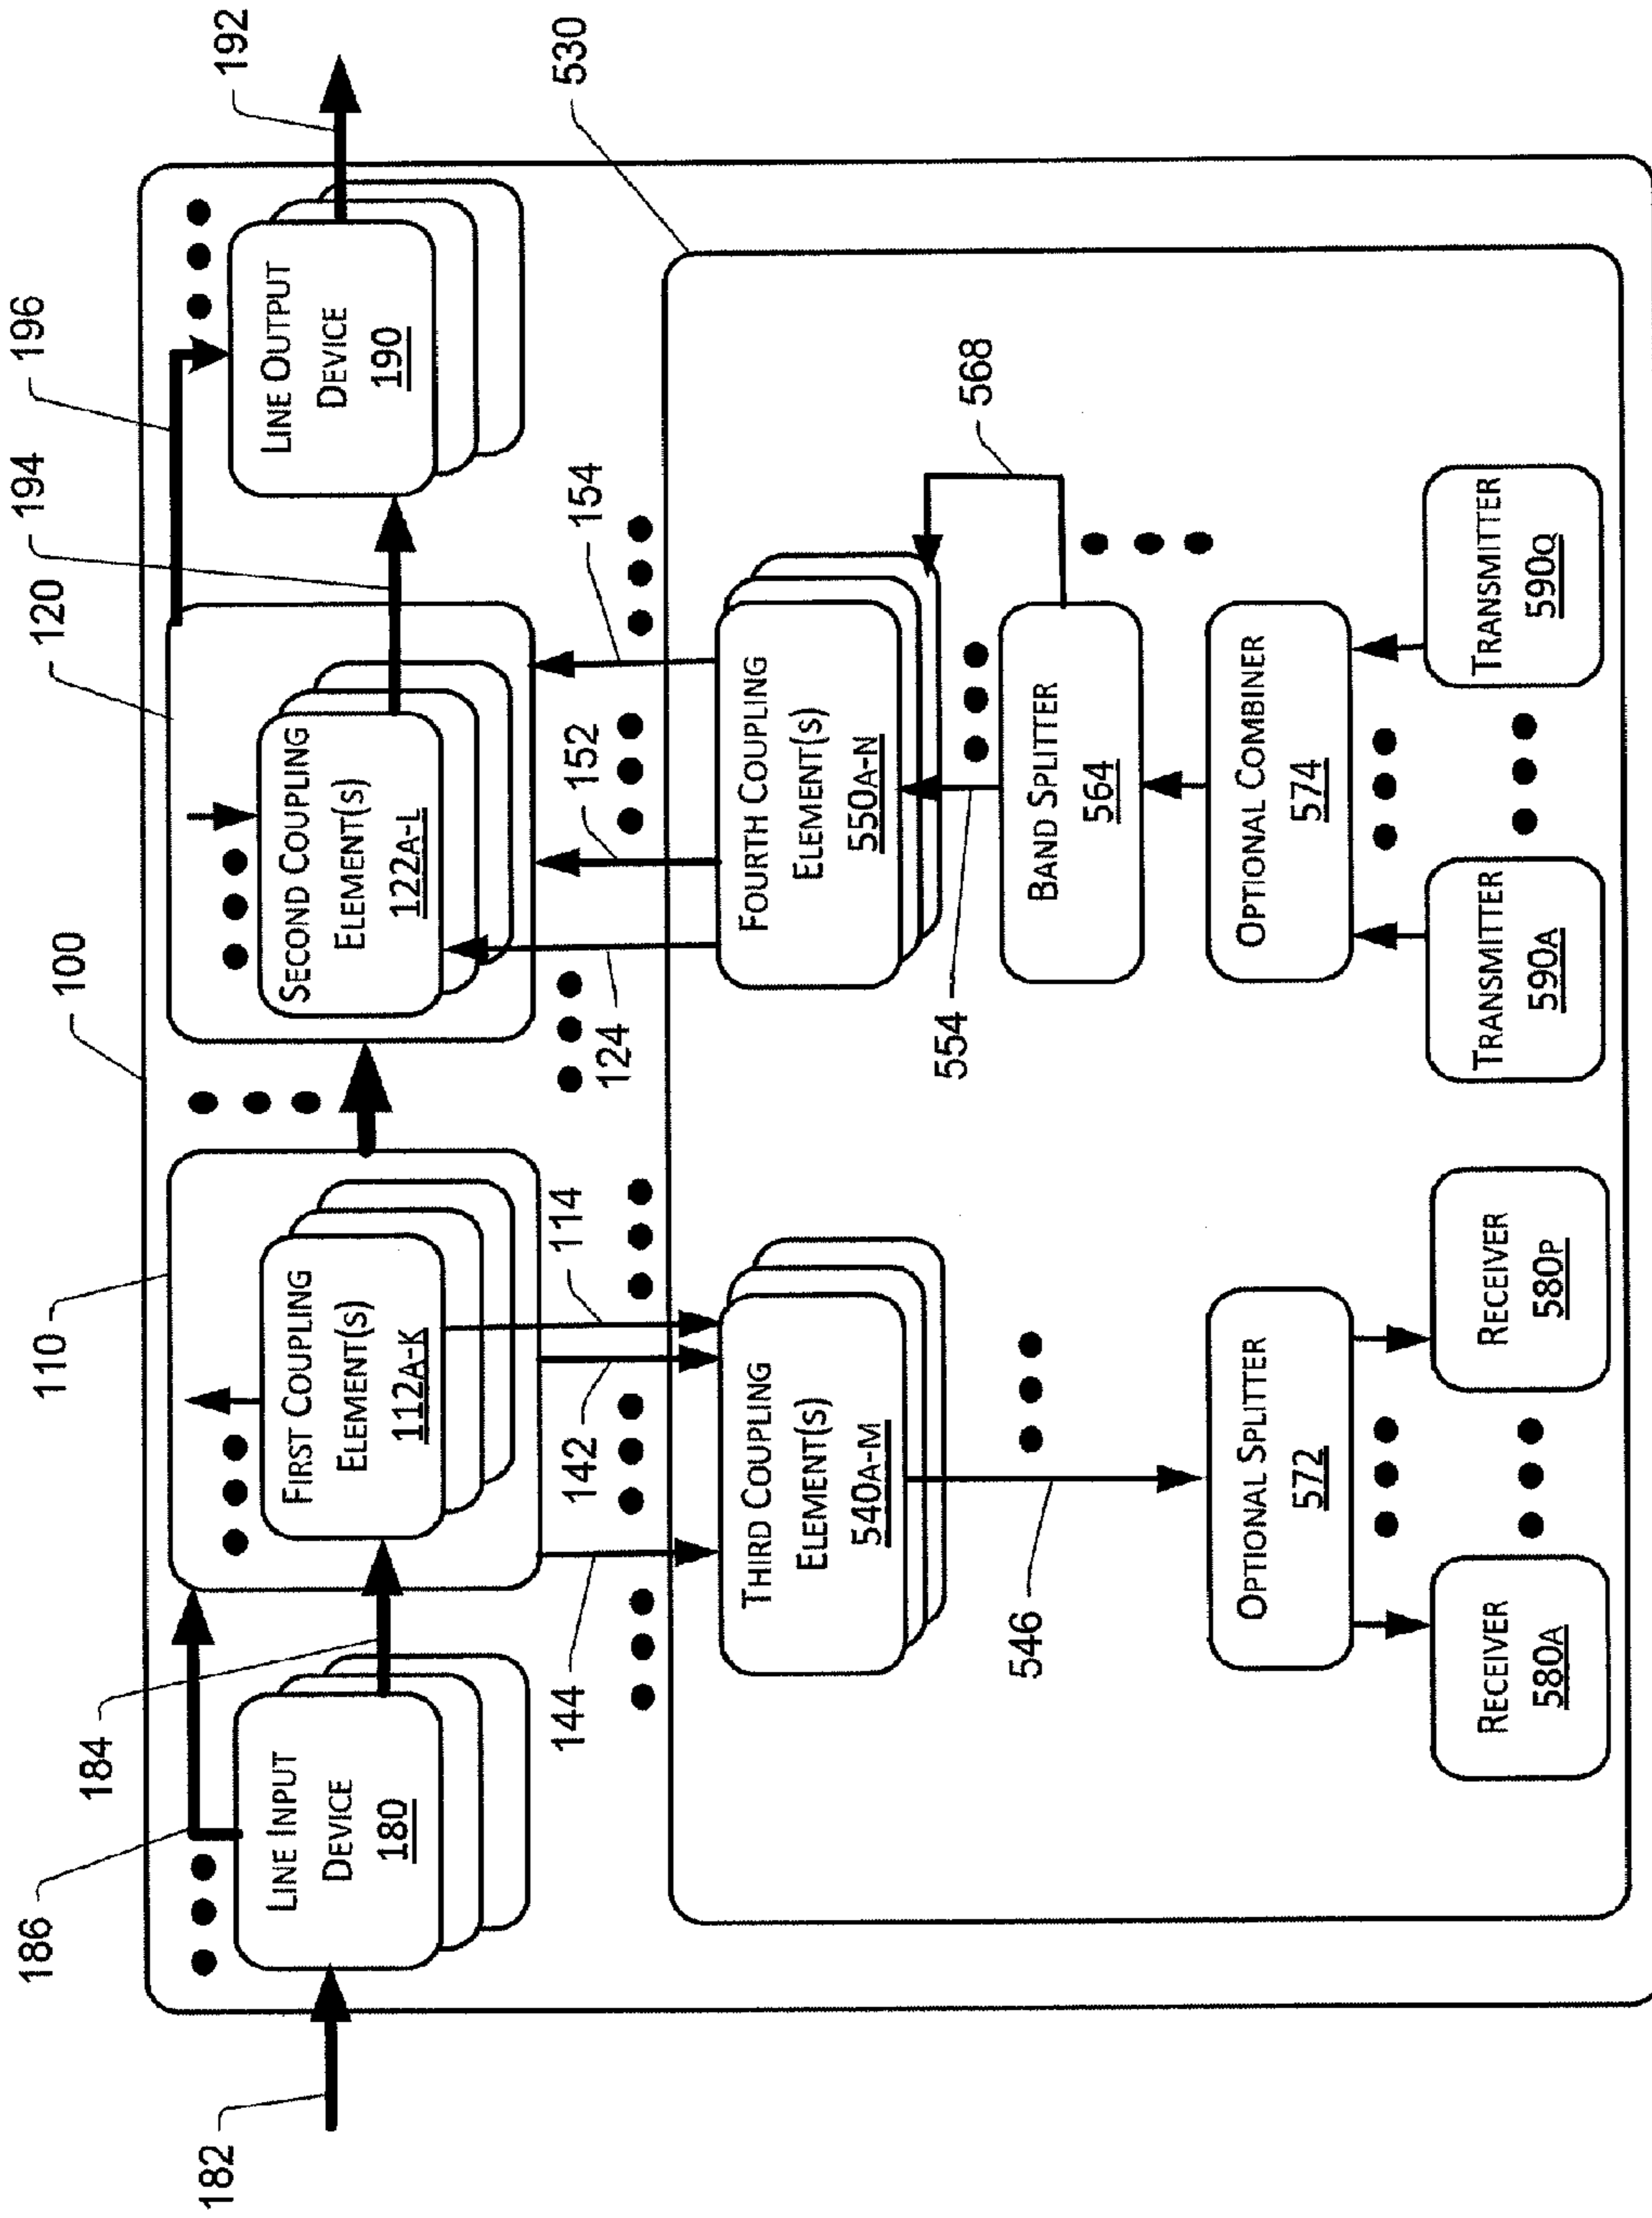 196
194
120
100
110
184
186
192
182
LINE INPUT
DEVICE
180
FIRST COUPLING
ELEMENT(S)
112A-K
SECOND COUPLING
ELEMENT(S)
122A-L
LINE OUTPUT
DEVICE
190
144
142
114
124
152
154
530
THIRD COUPLING
ELEMENT(S)
540A-M
FOURTH COUPLING
ELEMENT(S)
550A-N
546
554
568
BAND SPLITTER
564
OPTIONAL SPLITTER
572
OPTIONAL COMBINER
574
RECEIVER
580A
RECEIVER
580P
TRANSMITTER
590A
TRANSMITTER
590Q